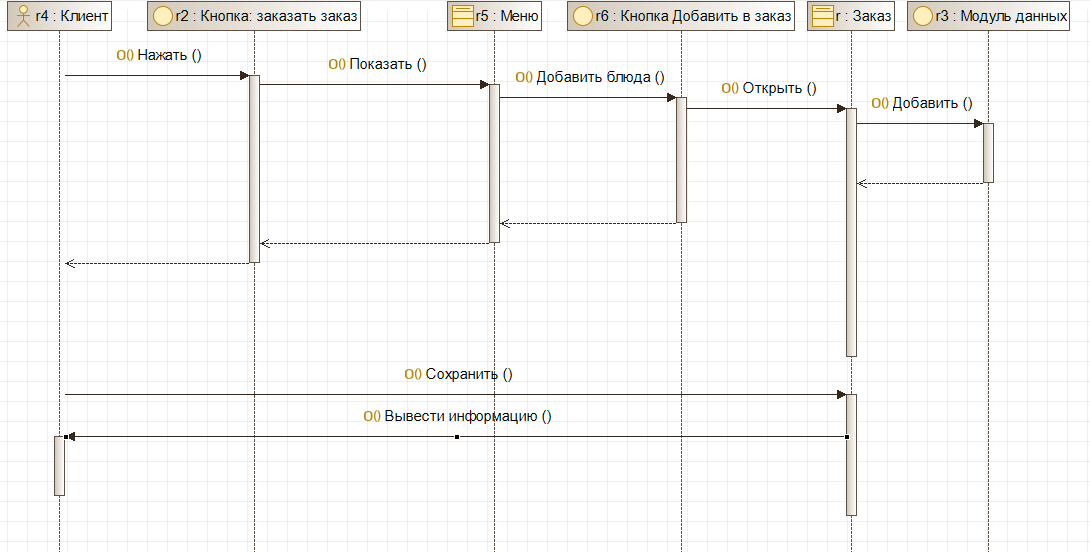 r4 : Клиент
r2 : Кнопка: заказать заказ
r5 : Меню
r6 : Кнопка Добавить в заказ
r : Заказ
r3 : Модуль данных
O() Нажать ()
O() Показать ()
O() Добавить блюда ()
O() Открыть ()
O() Добавить ()
O() Сохранить ()
O() Вывести информацию ()